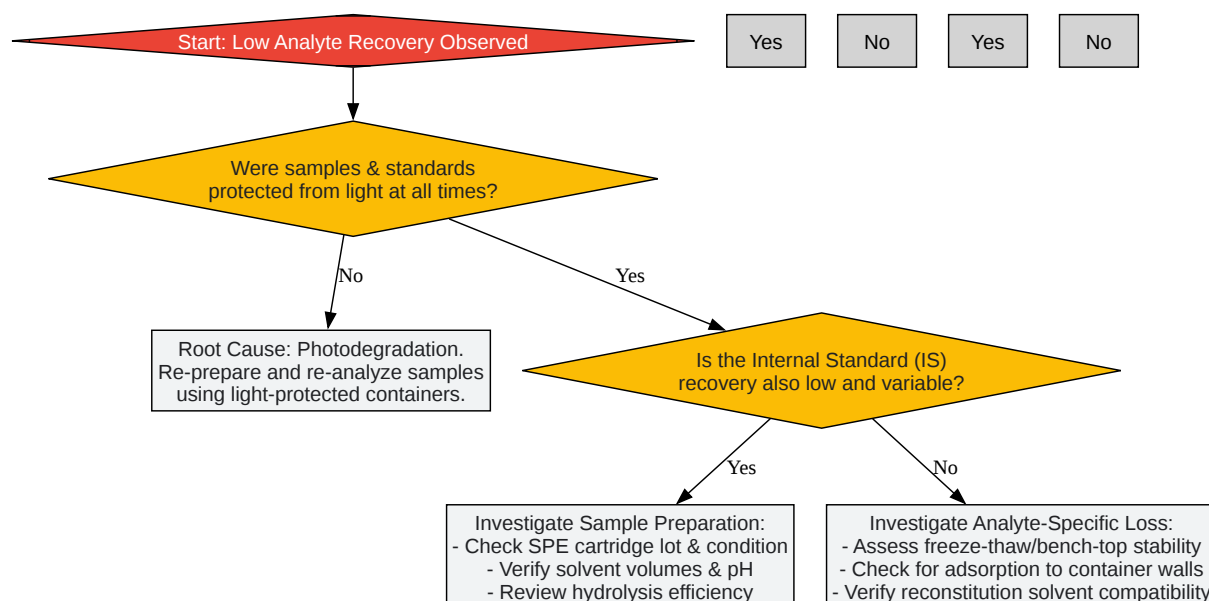 Start: Low Analyte Recovery Observed
Yes
No
Yes
No
Were samples & standards
protected from light at all times?
No
Yes
Root Cause: Photodegradation.
Re-prepare and re-analyze samples
using light-protected containers.
Is the Internal Standard (IS)
recovery also low and variable?
Yes
No
Investigate Sample Preparation:
- Check SPE cartridge lot & condition
- Verify solvent volumes & pH
- Review hydrolysis efficiency
Investigate Analyte-Specific Loss:
- Assess freeze-thaw/bench-top stability
- Check for adsorption to container walls
- Verify reconstitution solvent compatibility